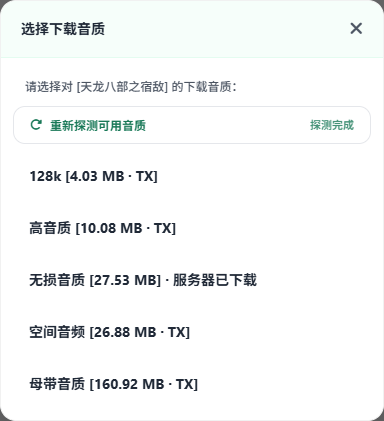 选择下载音质
请选择对 [天龙八部之宿敌] 的下载音质：
重新探测可用音质 探测完成
128k [4.03 MB · TX]
高音质 [10.08 MB · TX]
无损音质 [27.53 MB] · 服务器已下载
空间音频 [26.88 MB · TX]
母带音质 [160.92 MB · TX]